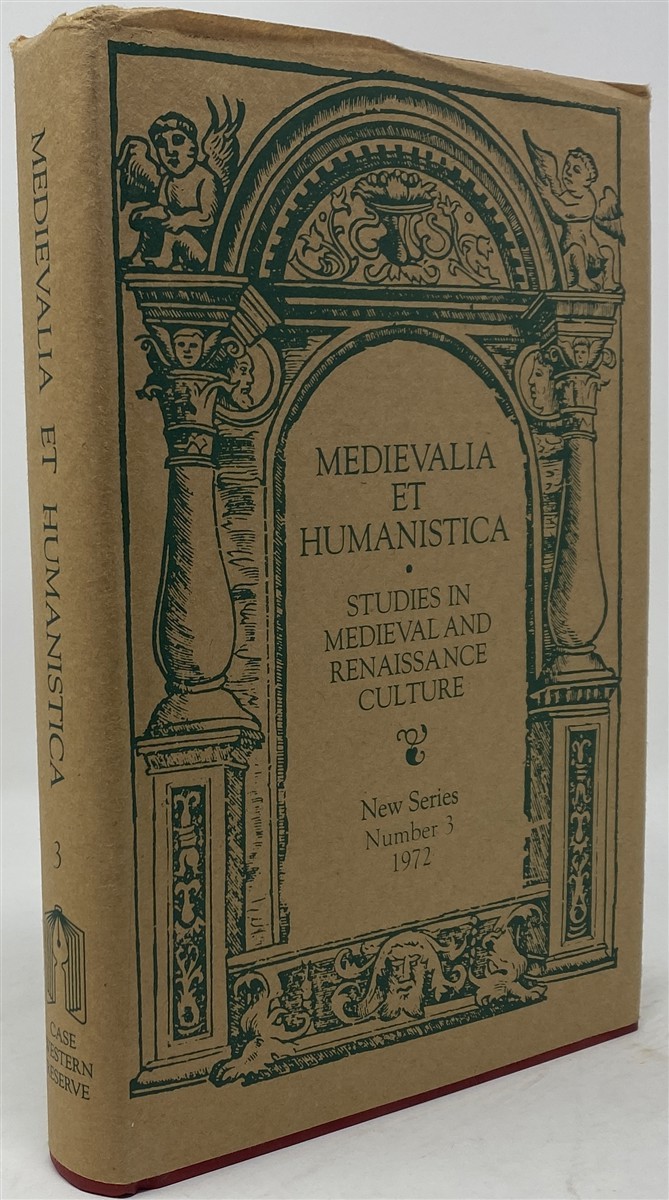 MEDIEVALIA ET HUMANISTICA 3
CASE
WESTERN
RESERVE
MEDIEVALIA
ET
HUMANISTICA
•
STUDIES IN
MEDIEVAL AND
RENAISSANCE
CULTURE
New Series
Number 3
1972